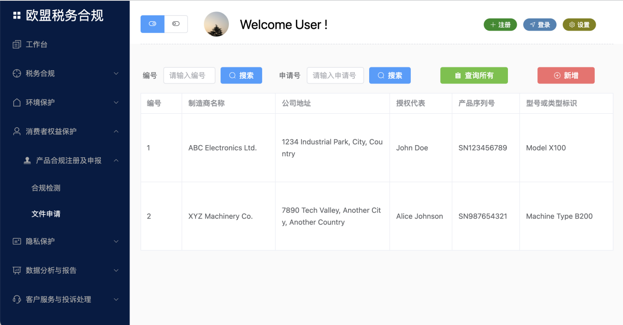 欧盟税务合规
工作台
税务合规
环境保护
消费者权益保护
产品合规注册及申报
合规检测
文件申请
隐私保护
数据分析与报告
客户服务与投诉处理
Welcome User !
注册
登录
设置
编号 请输入编号 搜索 申请号 请输入申请号 搜索 查询所有 新增
编号 制造商名称 公司地址 授权代表 产品序列号 型号或类型标识
1 ABC Electronics Ltd. 1234 Industrial Park, City, Cou
ntry John Doe SN123456789 Model X100
2 XYZ Machinery Co. 7890 Tech Valley, Another Cit
y, Another Country Alice Johnson SN987654321 Machine Type B200